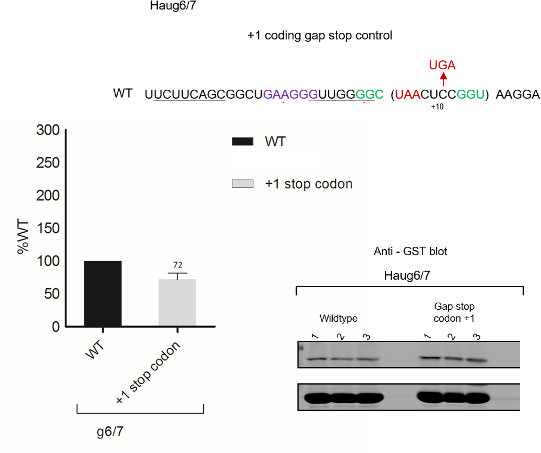 Haug6/7
+1 coding gap stop control
UGA
WT UUCUUCAGCGGCUGAAGGGUUGGGGC (UAACUCCGGU) AAGGA
+10
300
250
200
150
100
50
0
%WT
WT
+1 stop codon
72
WT
+1 stop codon
g6/7
Anti - GST blot
Haug6/7
Wildtype
Gap stop
codon +1
1 2 3 1 2 3